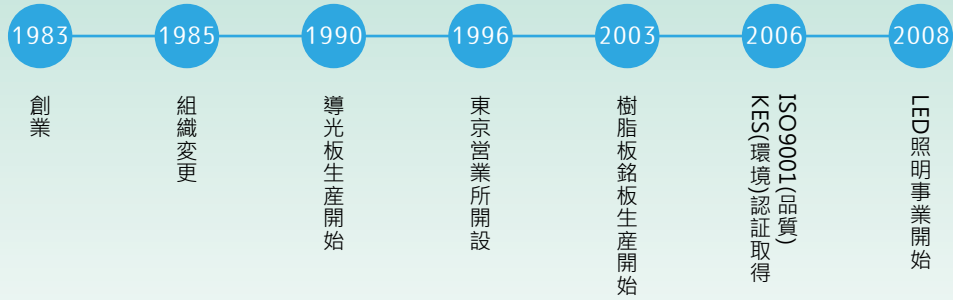 1983
創業
1985
組織変更
1990
導光板生産開始
1996
東京営業所開設
2003
樹脂板銘板生産開始
2006
ISO9001(品質)
KES(環境)認証取得
2008
LED照明事業開始